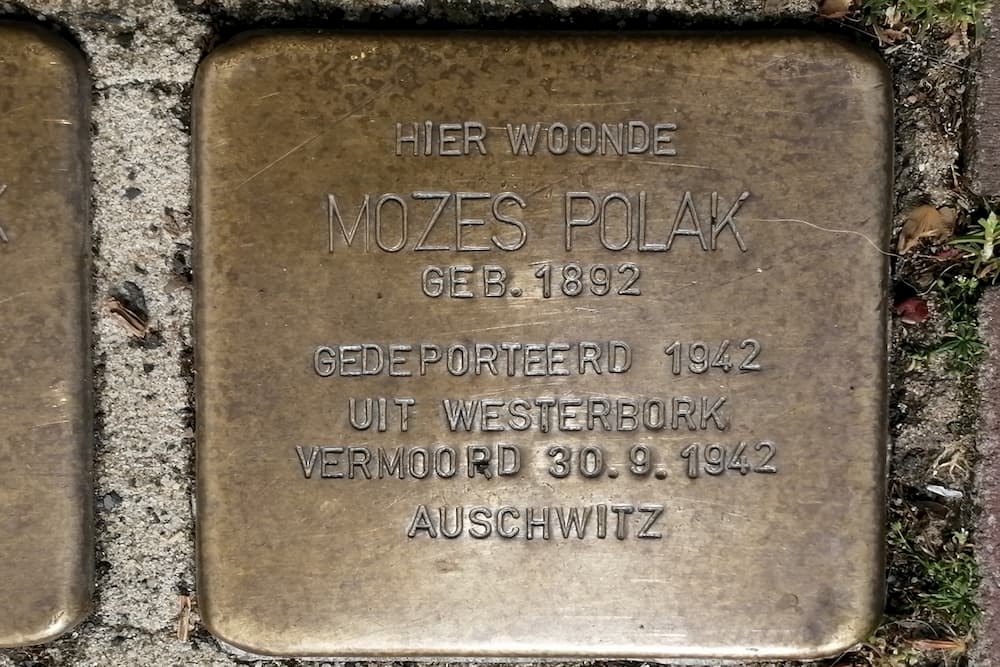 HIER WOONDE
MOZES POLAK
GEB. 1892
GEDEPORTEERD 1942
UIT WESTERBORK
VERMOORD 30.9.1942
AUSCHWITZ